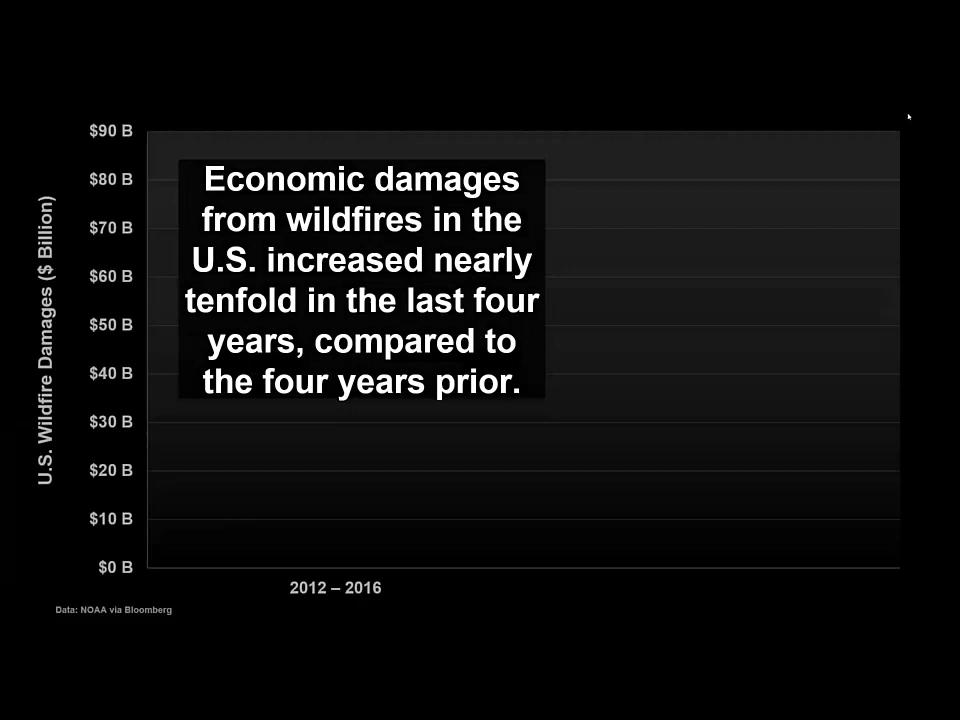 Economic damages
from wildfires in the
U.S. increased nearly
tenfold in the last four
years, compared to
the four years prior.
U.S. Wildfire Damages ($ Billion)
$90 B
$80 B
$70 B
$60 B
$50 B
$40 B
$30 B
$20 B
$10 B
$0 B
2012 – 2016
Data: NOAA via Bloomberg